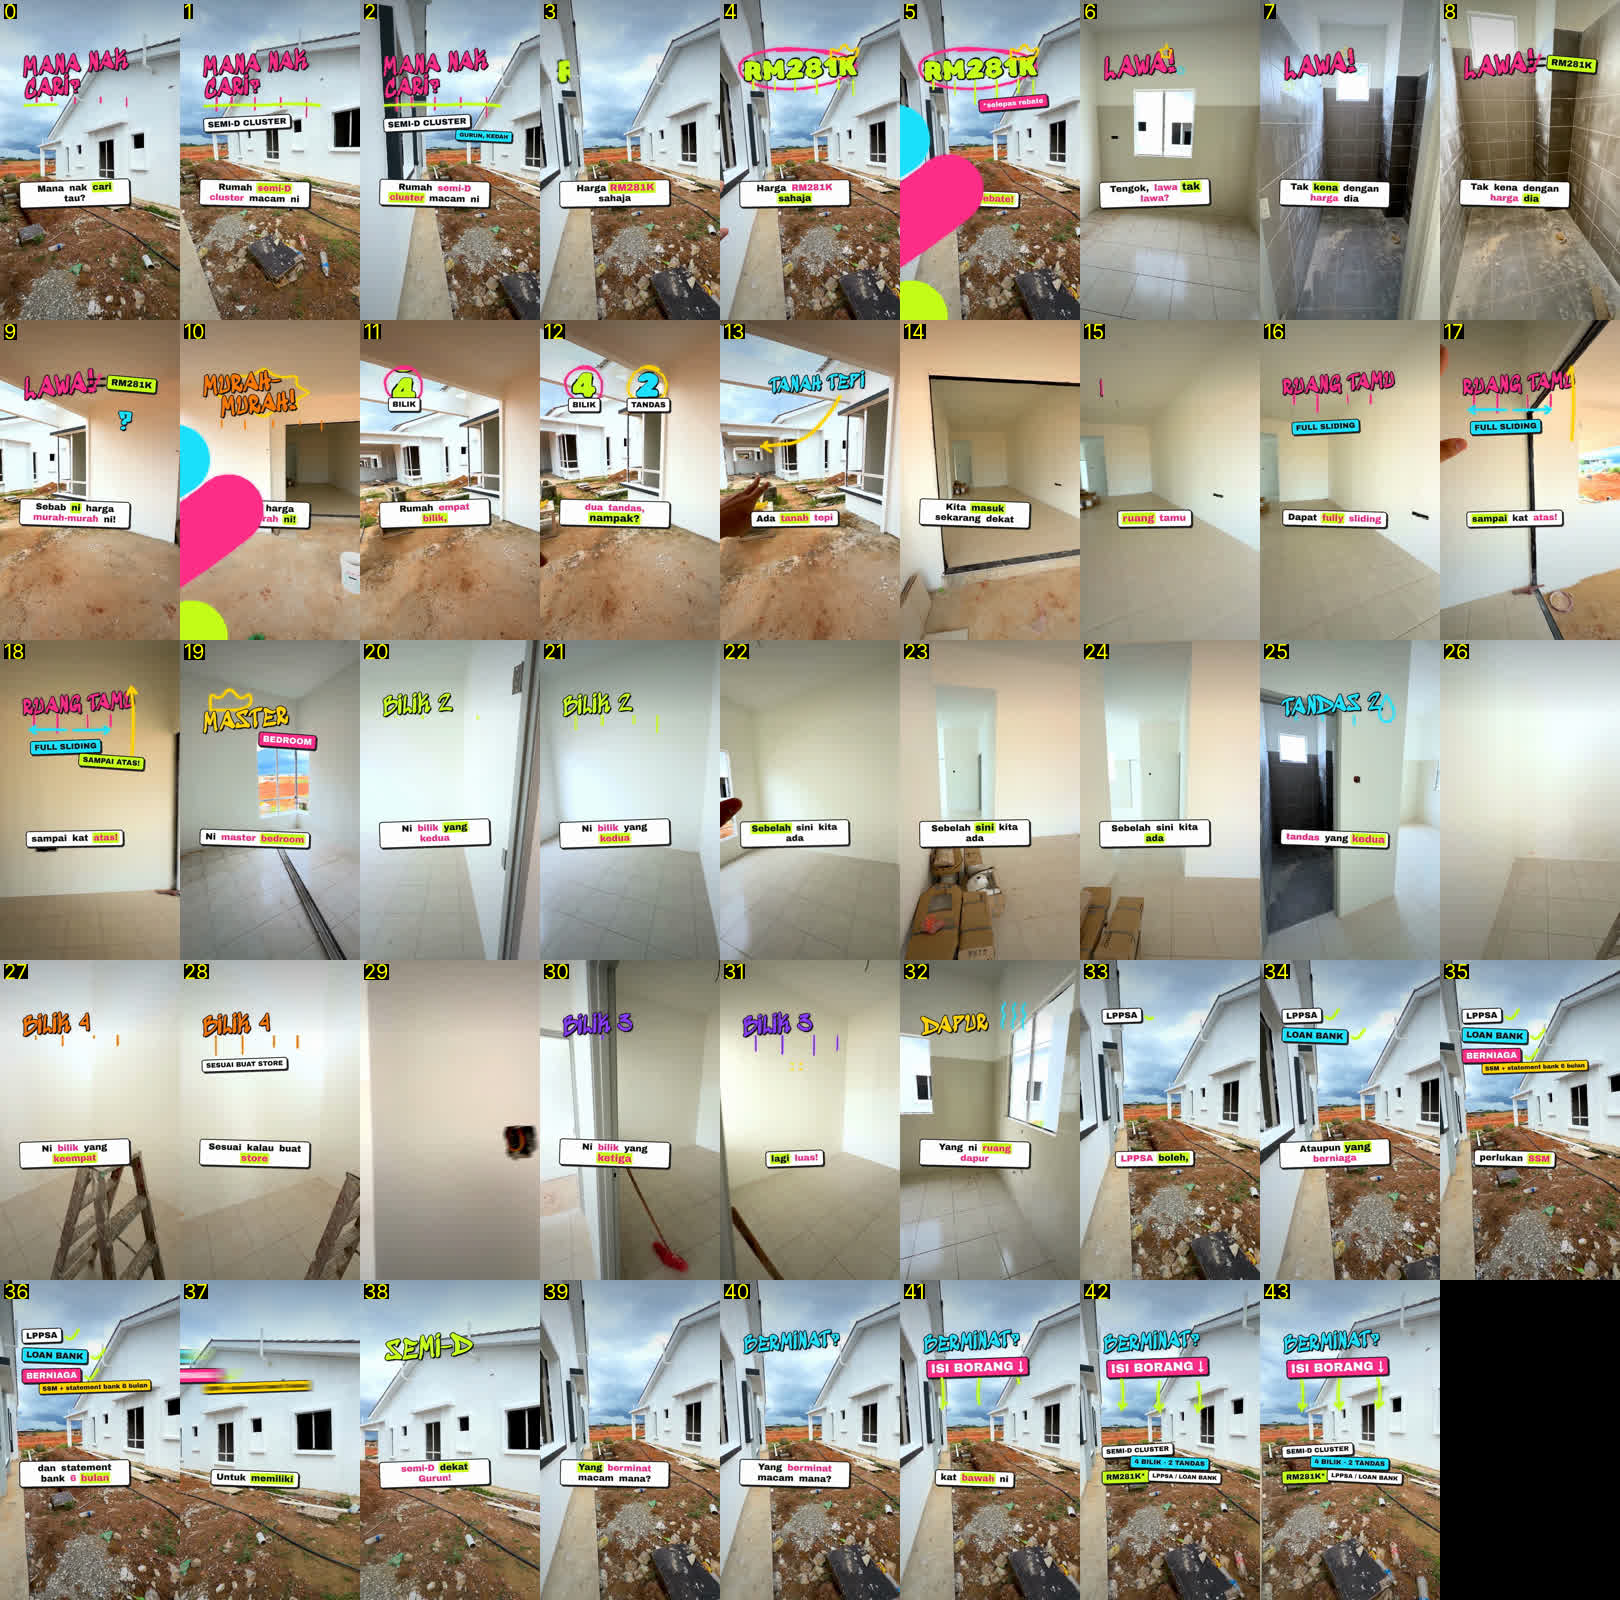 0
MANA NAK
CARI?
Mana nak cari
tau?
1
MANA NAK
CARI?
SEMI-D CLUSTER
Rumah semi-D
cluster macam ni
2
MANA NAK
CARI?
SEMI-D CLUSTER
GURUN, KEDAH
Rumah semi-D
cluster macam ni
3
Harga RM281K
sahaja
4
RM281K
Harga RM281K
sahaja
5
RM281K
*selepas rebate
ebate!
6
LAWA!
Tengok, lawa tak
lawa?
7
LAWA!
Tak kena dengan
harga dia
8
LAWA!
RM281K
Tak kena dengan
harga dia
9
LAWA!
RM281K
?
Sebab ni harga
murah-murah ni!
10
MURAH-
MURAH!
harga
rah ni!
11
4
BILIK
Rumah empat
bilik,
12
4
2
BILIK
TANDAS
dua tandas,
nampak?
13
TANAH TEPI
Ada tanah tepi
14
Kita masuk
sekarang dekat
15
ruang tamu
16
RUANG TAMU
FULL SLIDING
Dapat fully sliding
17
RUANG TAMU
FULL SLIDING
sampai kat atas!
18
RUANG TAMU
FULL SLIDING
SAMPAI ATAS!
sampai kat atas!
19
MASTER
BEDROOM
Ni master bedroom
20
BILIK 2
Ni bilik yang
kedua
21
BILIK 2
Ni bilik yang
kedua
22
Sebelah sini kita
ada
23
Sebelah sini kita
ada
24
Sebelah sini kita
ada
25
TANDAS 2
tandas yang kedua
26
27
BILIK 4
Ni bilik yang
keempat
28
BILIK 4
SESUAI BUAT STORE
Sesuai kalau buat
store
29
30
BILIK 3
Ni bilik yang
ketiga
31
BILIK 3
lagi luas!
32
DAPUR
Yang ni ruang
dapur
33
LPPSA
LPPSA boleh,
34
LPPSA
LOAN BANK
Ataupun yang
berniaga
35
LPPSA
LOAN BANK
BERNIAGA
SSM + statement bank 6 bulan
perlukan SSM
36
LPPSA
LOAN BANK
BERNIAGA
SSM + statement bank 6 bulan
dan statement
bank 6 bulan
37
Untuk memiliki
38
SEMI-D
semi-D dekat
Gurun!
39
Yang berminat
macam mana?
40
BERMINAT?
Yang berminat
macam mana?
41
BERMINAT?
ISI BORANG ↓
kat bawah ni
42
BERMINAT?
ISI BORANG ↓
SEMI-D CLUSTER
4 BILIK · 2 TANDAS
RM281K*
LPPSA / LOAN BANK
43
BERMINAT?
ISI BORANG ↓
SEMI-D CLUSTER
4 BILIK · 2 TANDAS
RM281K*
LPPSA / LOAN BANK